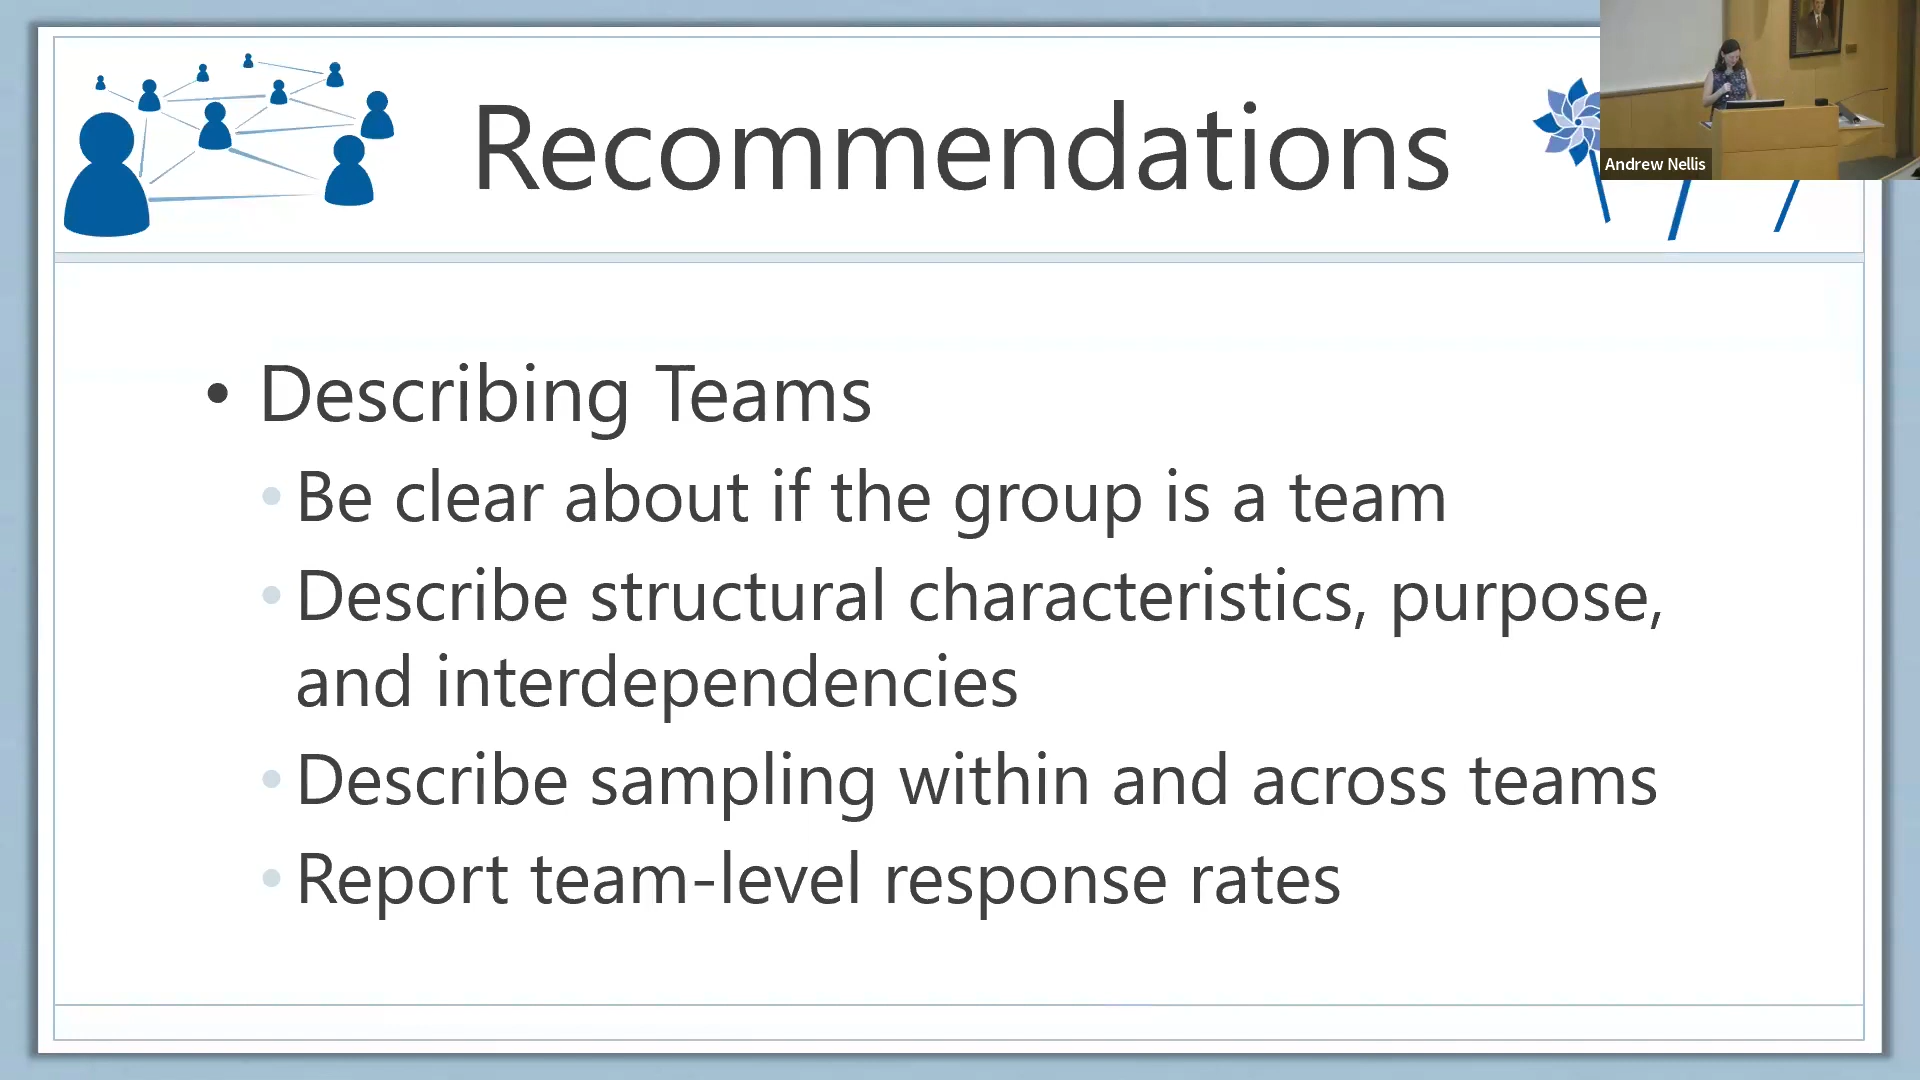 Recommendations
Andrew Nellis
• Describing Teams
• Be clear about if the group is a team
• Describe structural characteristics, purpose,
and interdependencies
• Describe sampling within and across teams
• Report team-level response rates